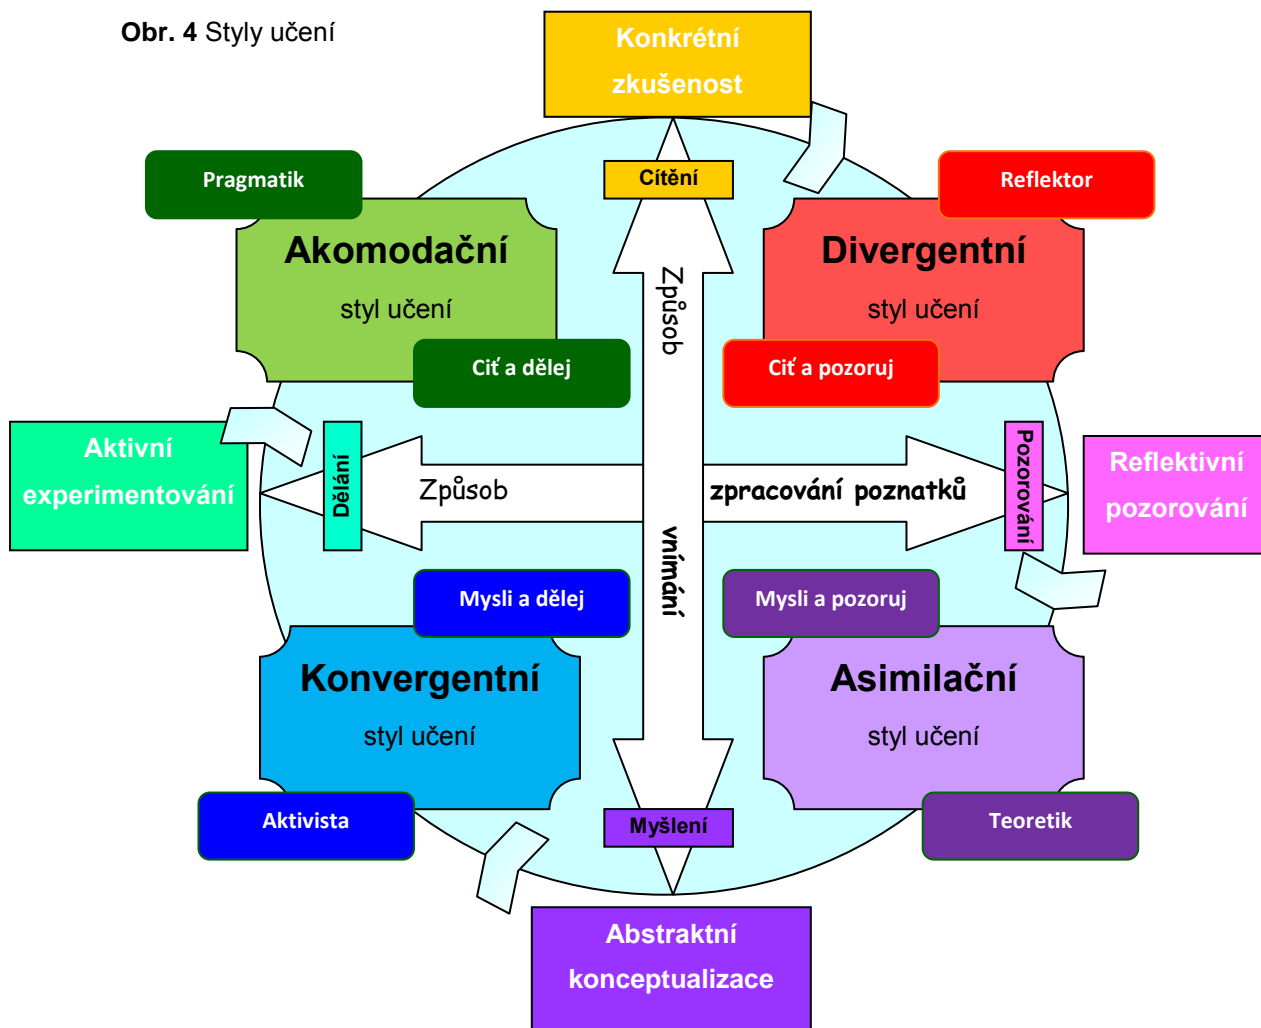 Obr. 4 Styly učení
Konkrétní
zkušenost
Cítění
Pragmatik
Reflektor
Akomodační
styl učení
Ciť a dělej
Divergentní
styl učení
Ciť a pozoruj
Způsob
vnímání
Aktivní
experimentování
Dělání
Způsob
zpracování poznatků
Pozorování
Reflektivní
pozorování
Mysli a dělej
Konvergentní
styl učení
Aktivista
Mysli a pozoruj
Asimilační
styl učení
Teoretik
Myšlení
Abstraktní
konceptualizace